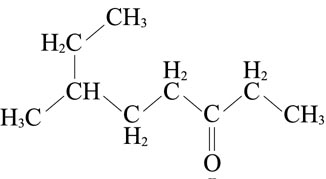 CH₃
H₂C
H₂ H₂
CH
C C
H₃C C C CH₃
H₂
O